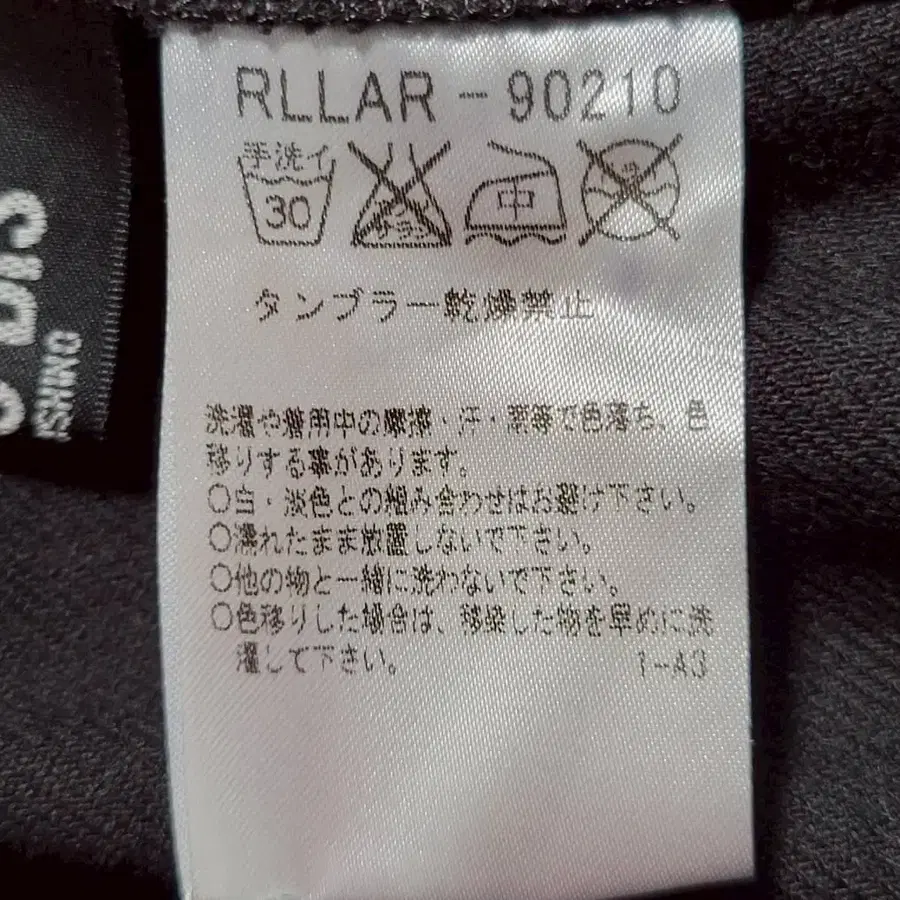 RLLAR-90210
手洗イ
30
中
タンブラー乾燥禁止
洗濯や着用中の摩擦・汗・雨等で色落ち、色
移りする事があります。
○白・淡色との組み合わせはお避け下さい。
○濡れたまま放置しないで下さい。
○他の物と一緒に洗わないで下さい。
○色移りした場合は、移染した物を早めに洗
濯して下さい。
1-A3